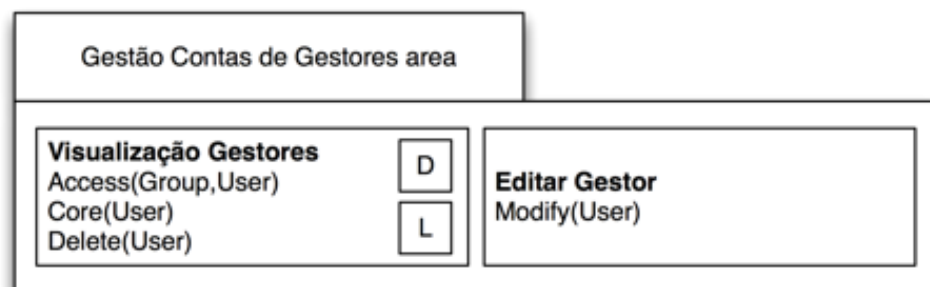 Gestão Contas de Gestores area
Visualização Gestores
Access(Group,User)
Core(User)
Delete(User)
D
L
Editar Gestor
Modify(User)